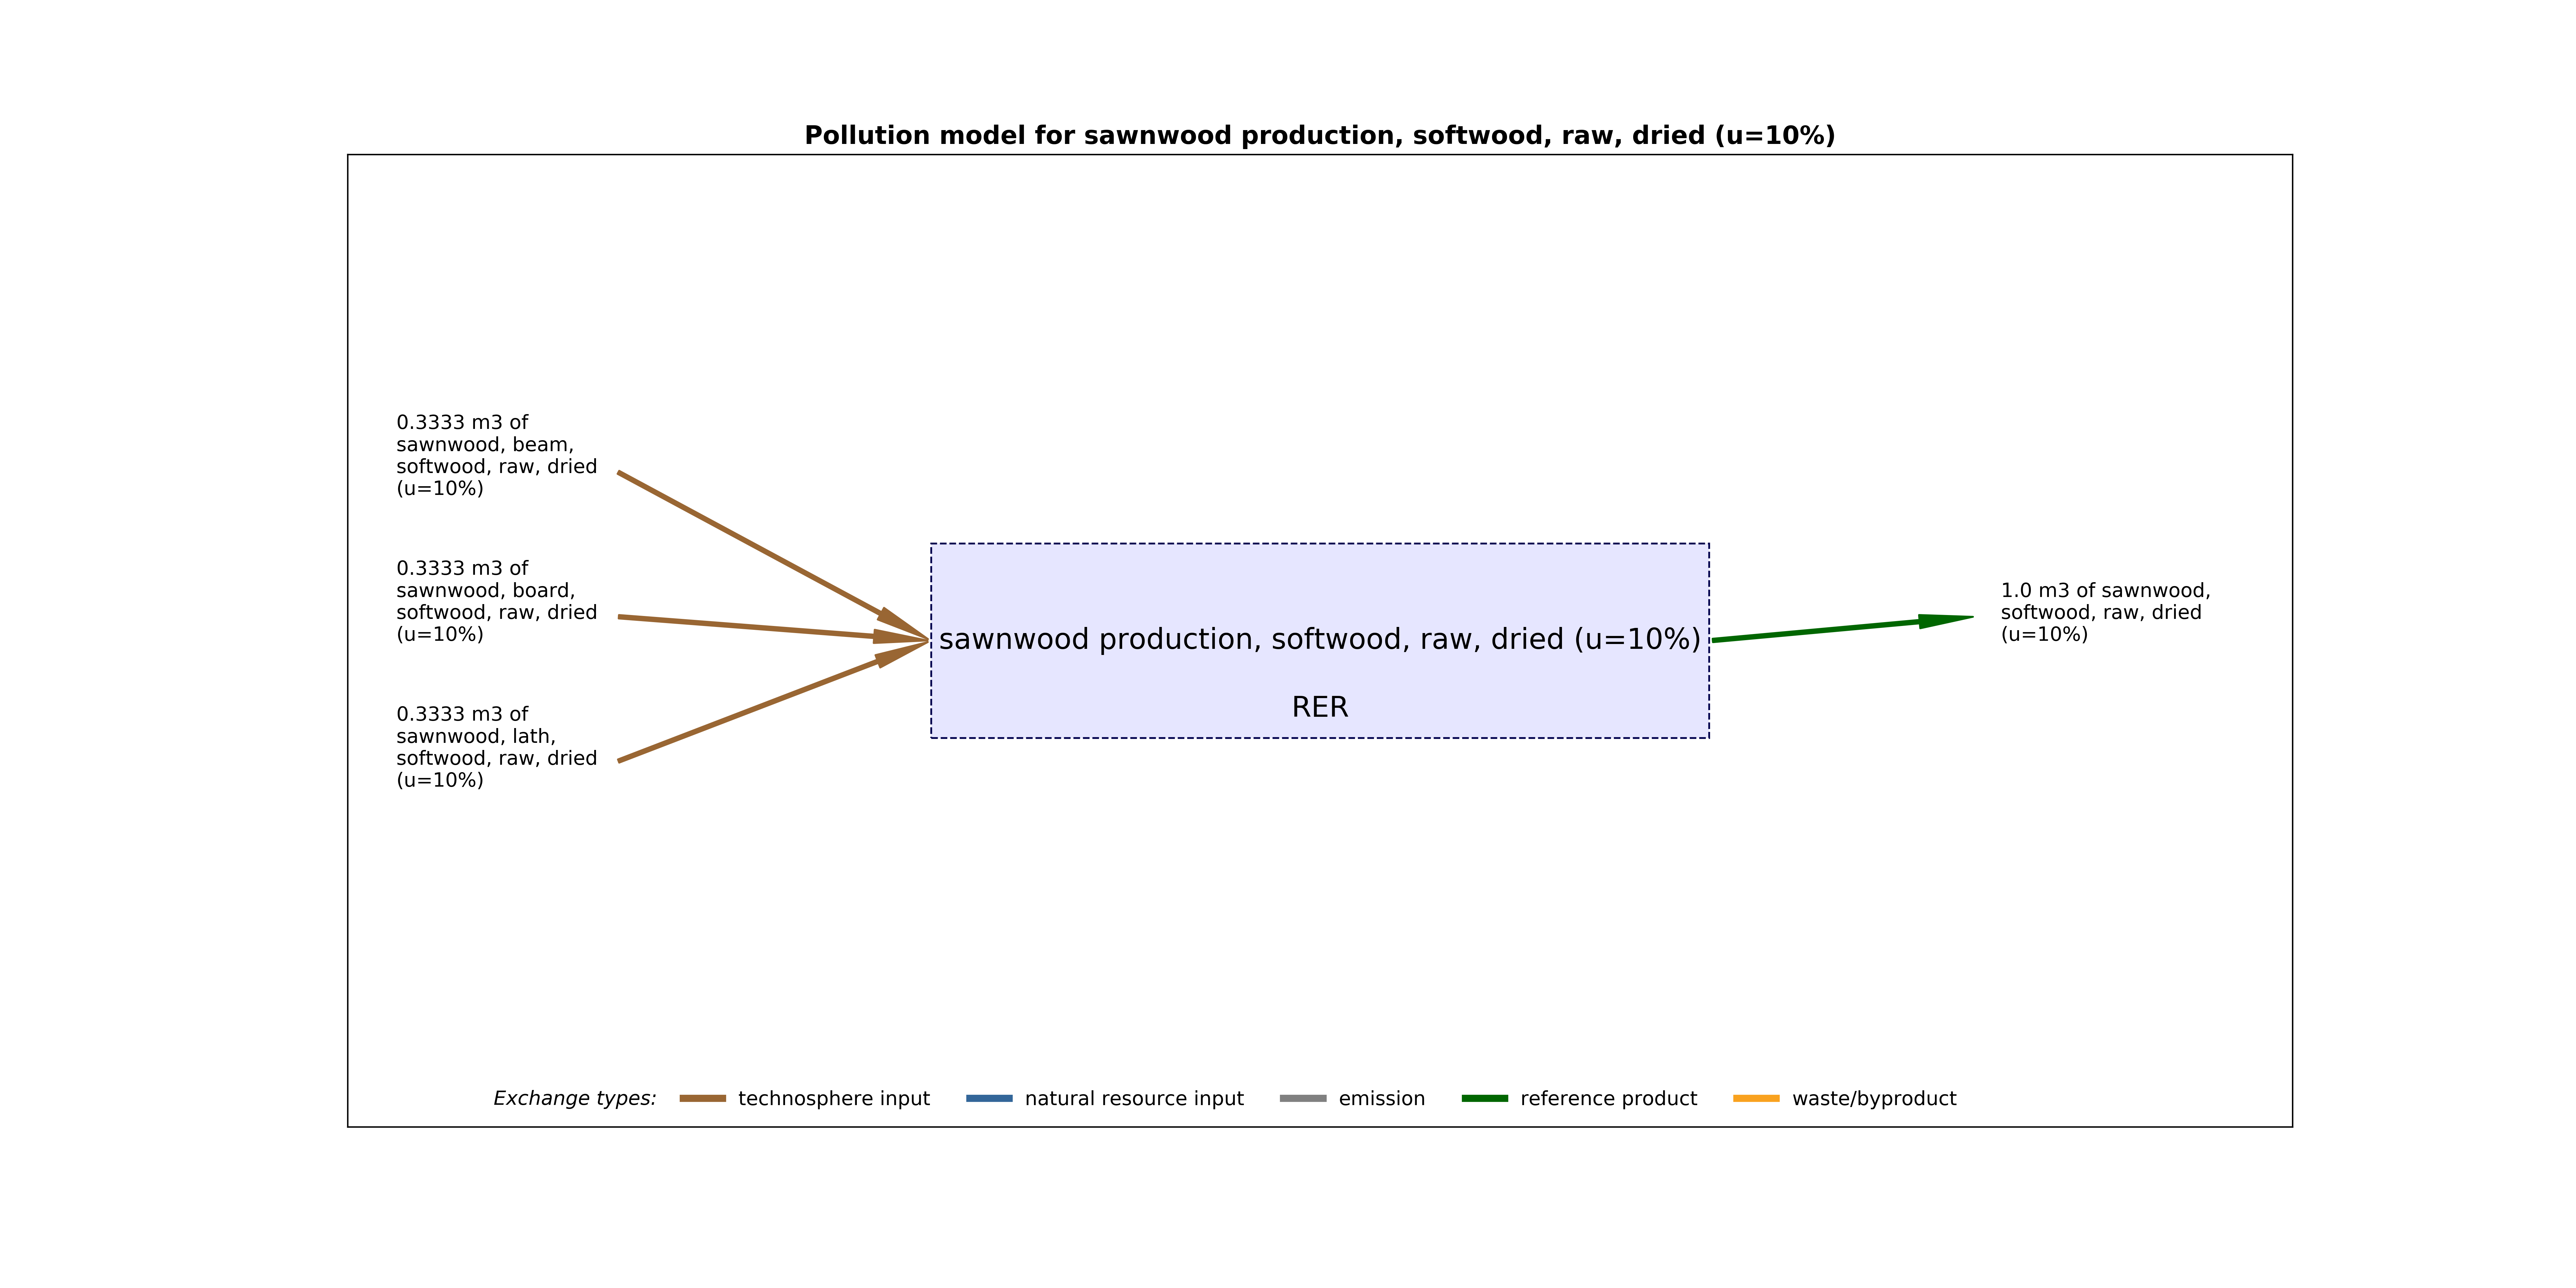 Pollution model for sawnwood production, softwood, raw, dried (u=10%)
0.3333 m3 of
sawnwood, beam,
softwood, raw, dried
(u=10%)
0.3333 m3 of
sawnwood, board,
softwood, raw, dried
(u=10%)
0.3333 m3 of
sawnwood, lath,
softwood, raw, dried
(u=10%)
sawnwood production, softwood, raw, dried (u=10%)
RER
1.0 m3 of sawnwood,
softwood, raw, dried
(u=10%)
Exchange types: technosphere input natural resource input emission reference product waste/byproduct